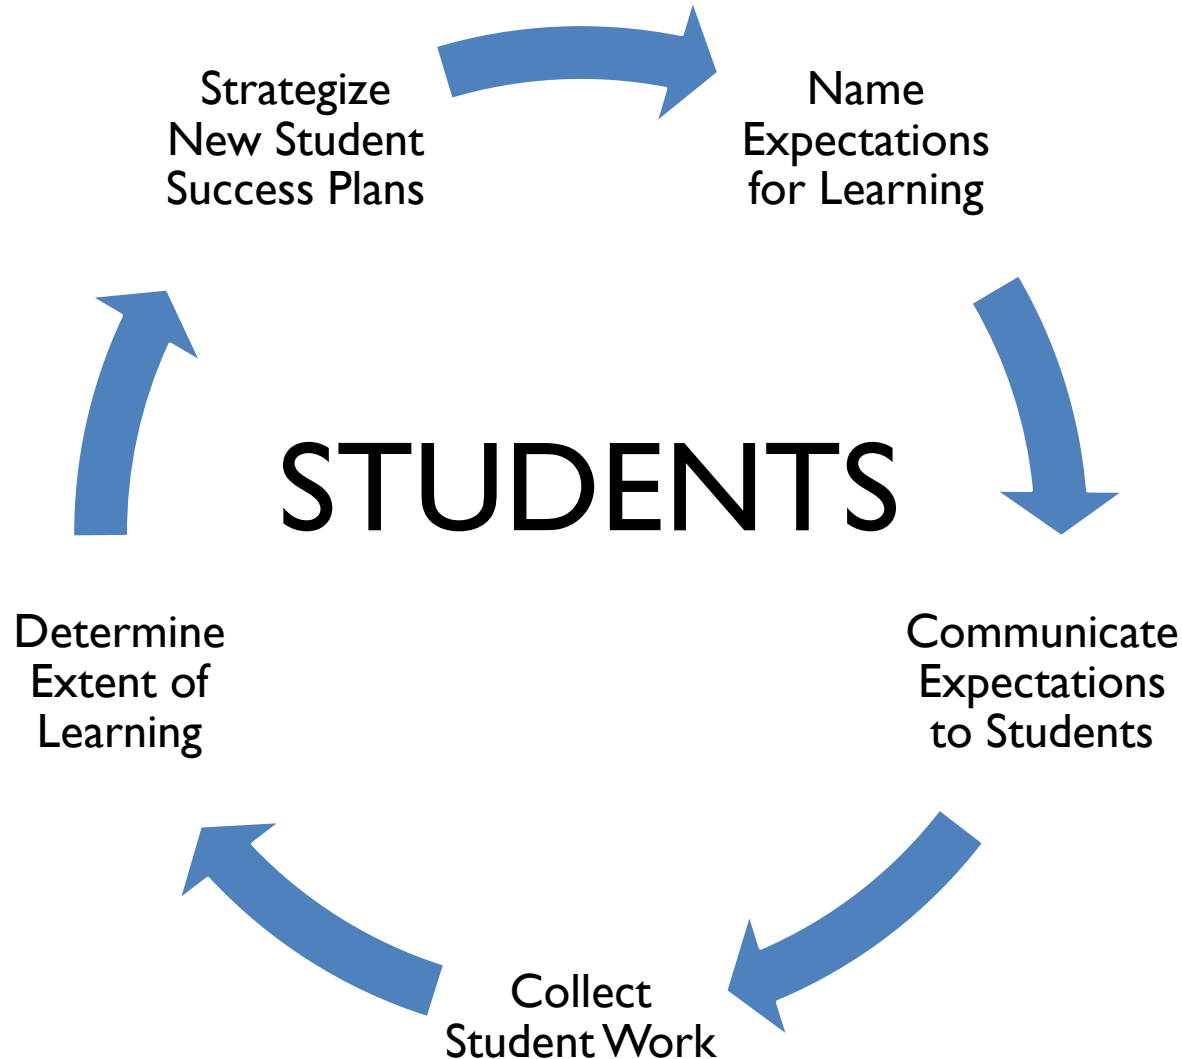 Strategize
New Student
Success Plans
Name
Expectations
for Learning
STUDENTS
Determine
Extent of
Learning
Communicate
Expectations
to Students
Collect
Student Work